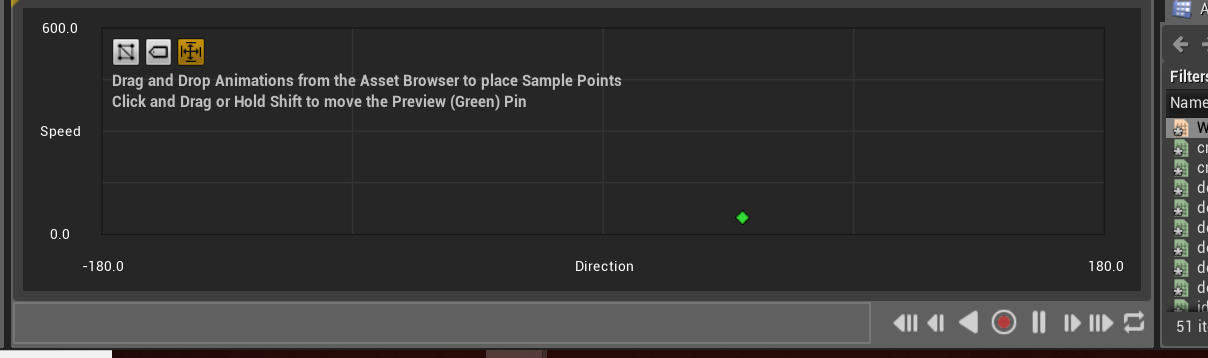 600.0
Drag and Drop Animations from the Asset Browser to place Sample Points
Click and Drag or Hold Shift to move the Preview (Green) Pin
Speed
0.0
-180.0
Direction
180.0
Filters
Name
W
cr
cr
de
de
de
de
de
de
id
51 it